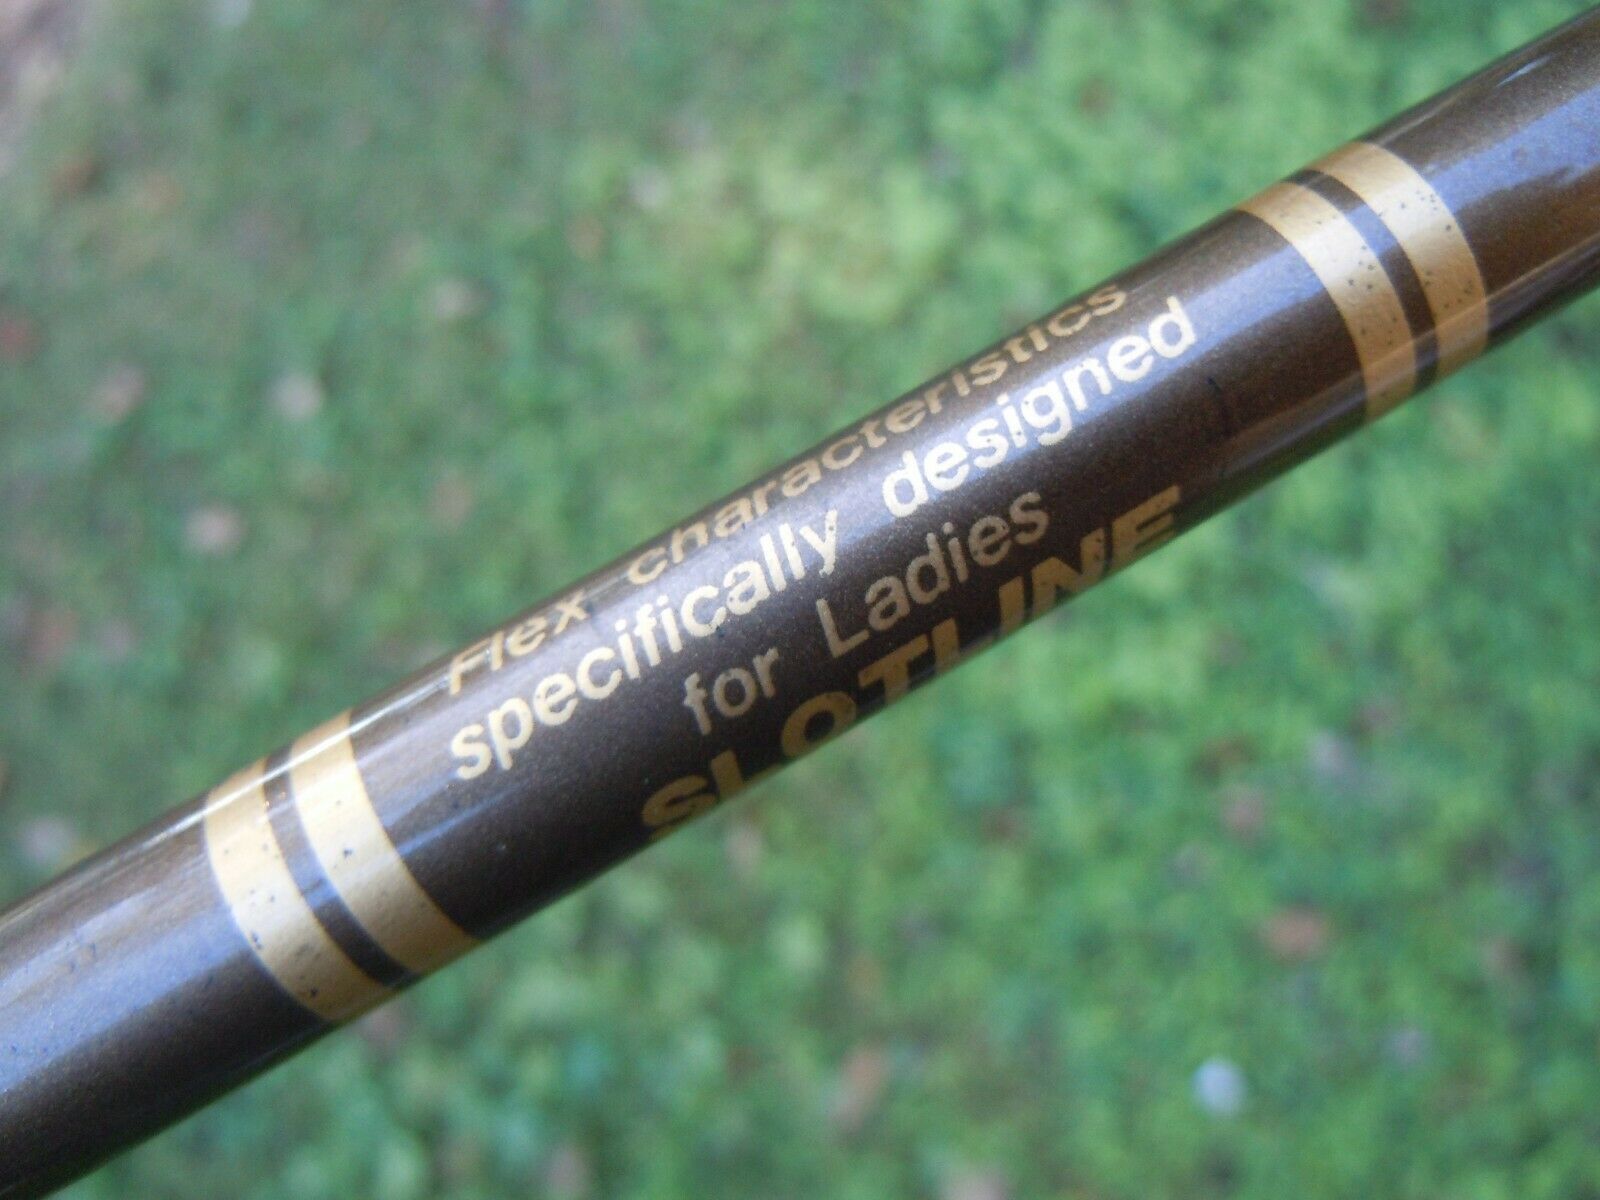 Flex characteristics
specifically designed
for Ladies
SLOTLINE